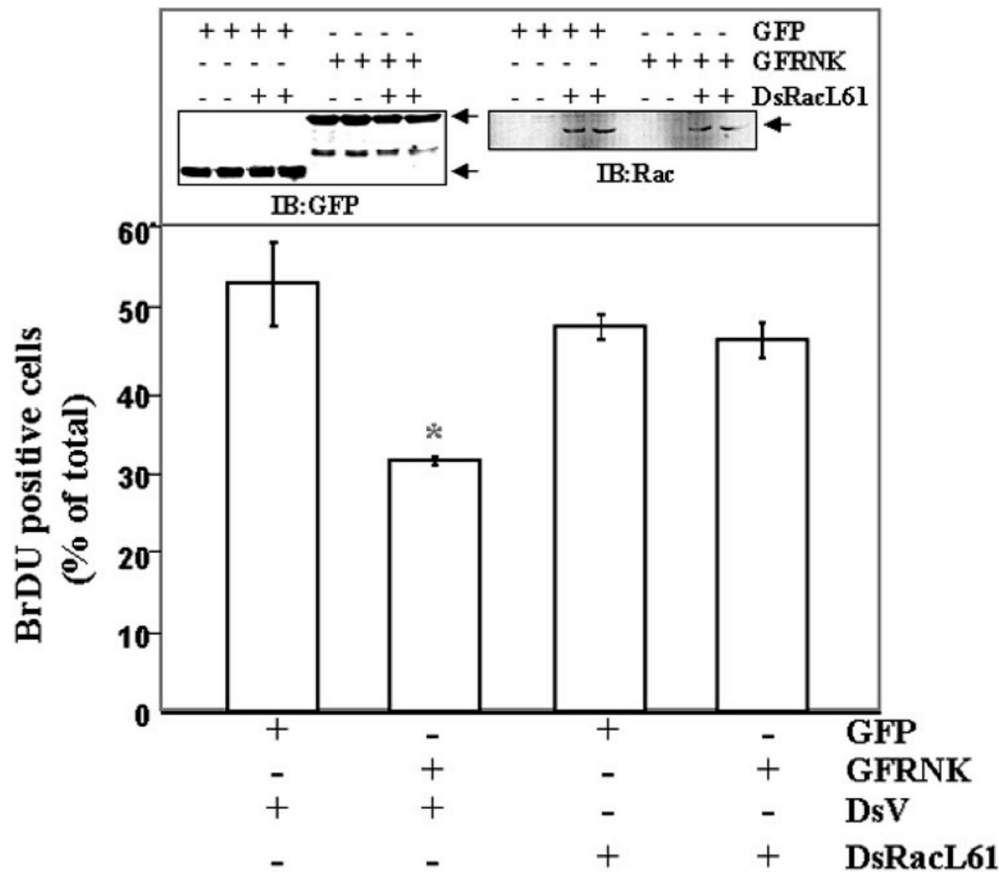 + + + + - - - - + + + + - - - - GFP
- - - - + + + + - - - - + + + + GFRNK
- - + + - - + + - - + + - - + + DsRacL61
IB:GFP
IB:Rac
BrDU positive cells
(% of total)
60
50
40
30
20
10
0
*
+ - + - GFP
- + - + GFRNK
+ + - - DsV
- - + + DsRacL61